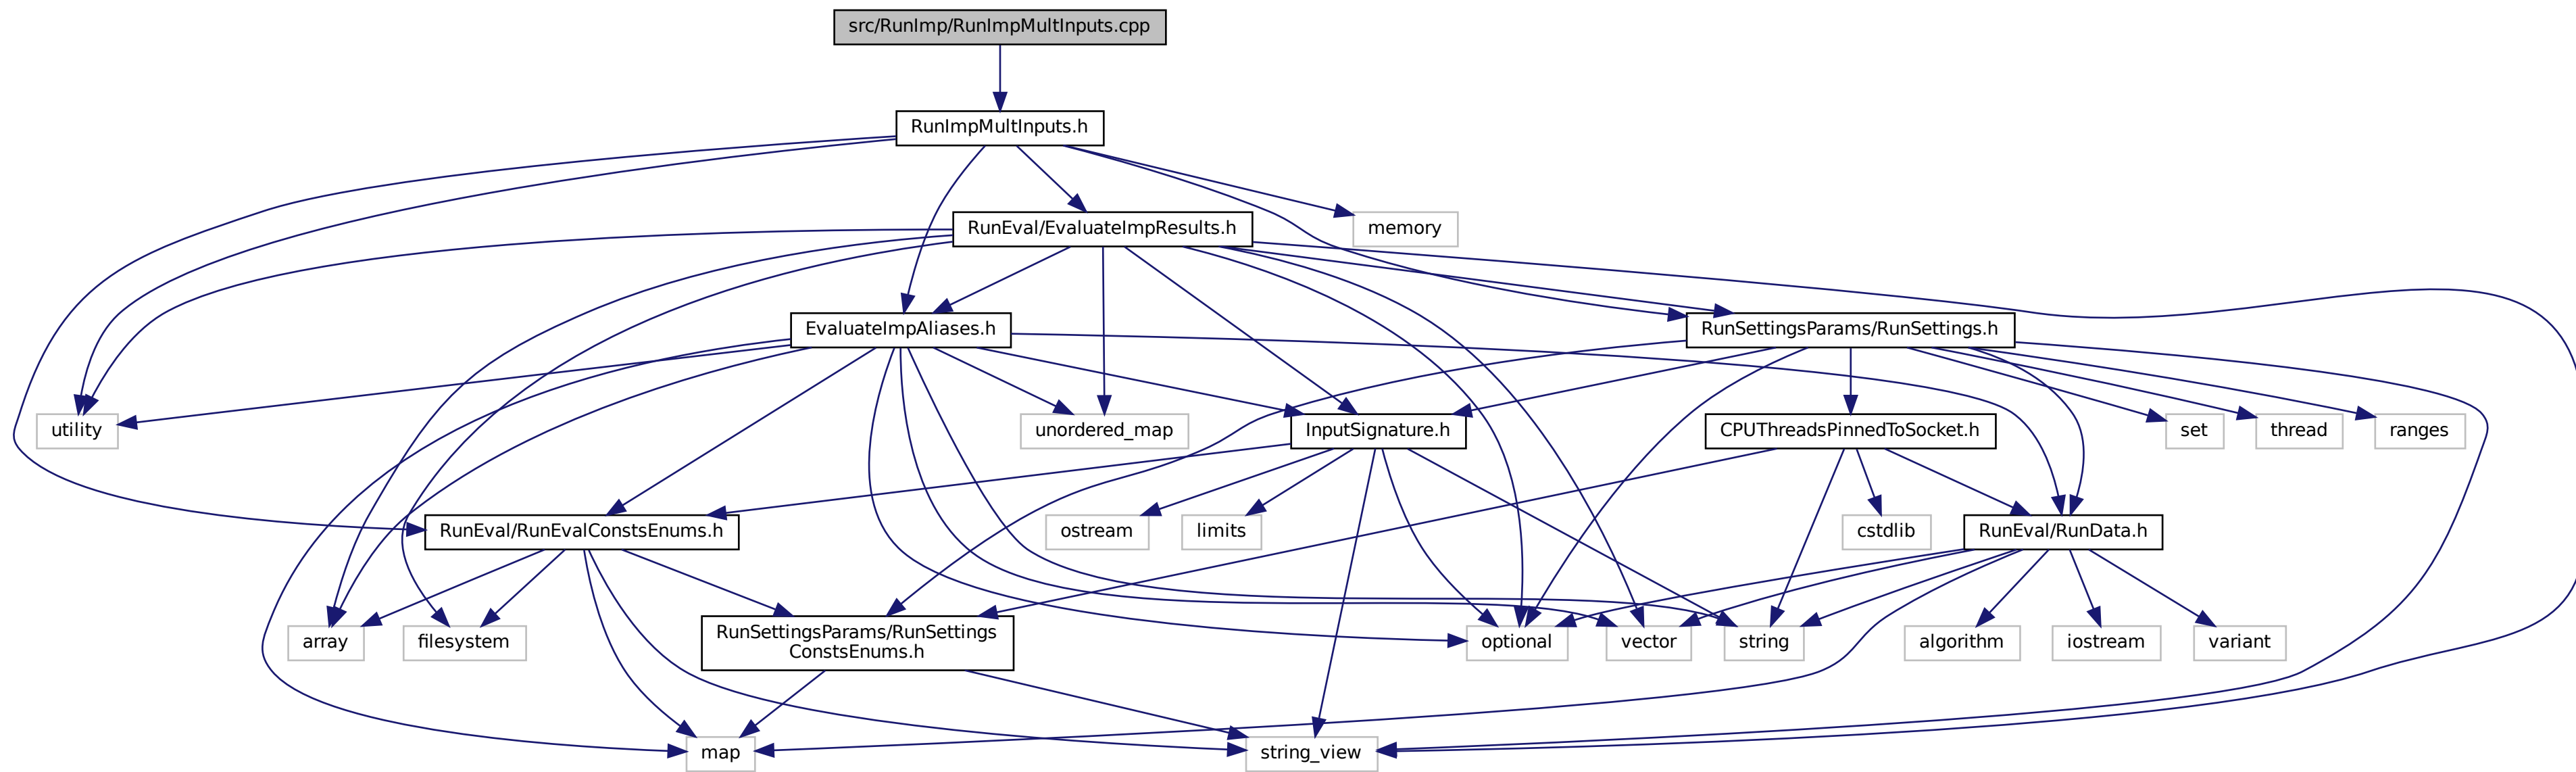 src/RunImp/RunImpMultInputs.cpp
RunImpMultInputs.h
RunEval/EvaluateImpResults.h
memory
EvaluateImpAliases.h
RunSettingsParams/RunSettings.h
utility
unordered_map
InputSignature.h
CPUThreadsPinnedToSocket.h
set
thread
ranges
RunEval/RunEvalConstsEnums.h
ostream
limits
cstdlib
RunEval/RunData.h
array
filesystem
RunSettingsParams/RunSettings
ConstsEnums.h
optional
vector
string
algorithm
iostream
variant
map
string_view